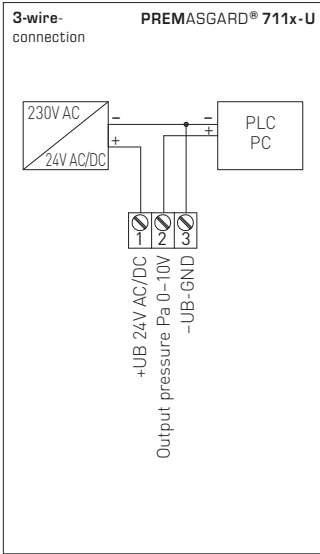 3-wire- PREMASGARD® 711x-U
connection
230V AC
24V AC/DC
–
+
–
+
PLC
PC
1 2 3
+UB 24V AC/DC
Output pressure Pa 0–10V
–UB-GND